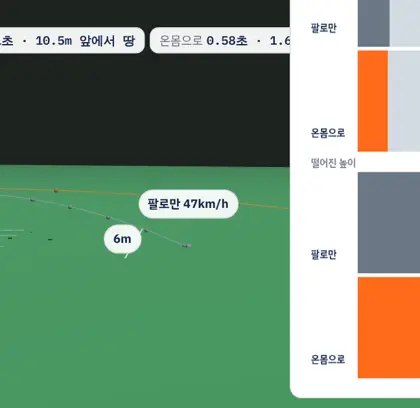 초 · 10.5m 앞에서 땅
온몸으로 0.58초 · 1.6
팔로만
온몸으로
떨어진 높이
팔로만 47km/h
6m
팔로만
온몸으로